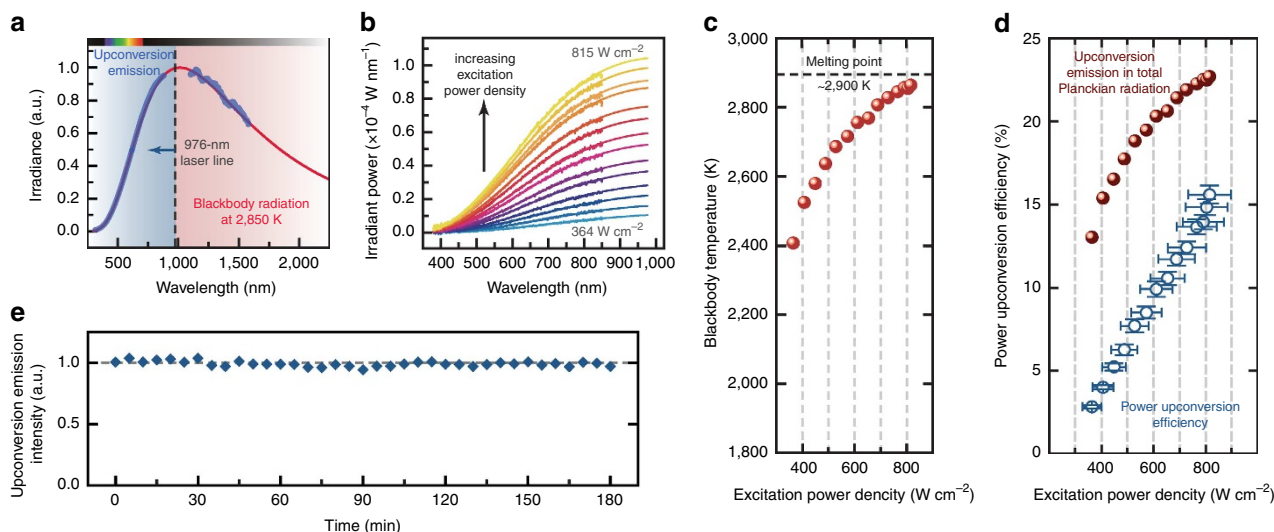 a
Upconversion
emission
976-nm
laser line
Blackbody radiation
at 2,850 K
1.0
0.8
0.6
0.4
0.2
0.0
Irradiance (a.u.)
500
1,000
1,500
2,000
Wavelength (nm)
b
increasing
excitation
power density
815 W cm⁻²
364 W cm⁻²
1.0
0.8
0.6
0.4
0.2
0.0
Irradiant power (×10⁻⁴ W nm⁻¹)
400 500 600 700 800 900 1,000
Wavelength (nm)
c
3,000
2,800
2,600
2,400
2,200
2,000
1,800
Blackbody temperature (K)
Melting point
~2,900 K
400
600
800
Excitation power dencity (W cm⁻²)
d
25
20
15
10
5
0
Power upconversion efficiency (%)
Upconversion
emission in total
Planckian radiation
Power upconversion
efficiency
400
600
800
Excitation power dencity (W cm⁻²)
e
1.0
0.5
0.0
Upconversion emission
intensity (a.u.)
0
30
60
90
120
150
180
Time (min)